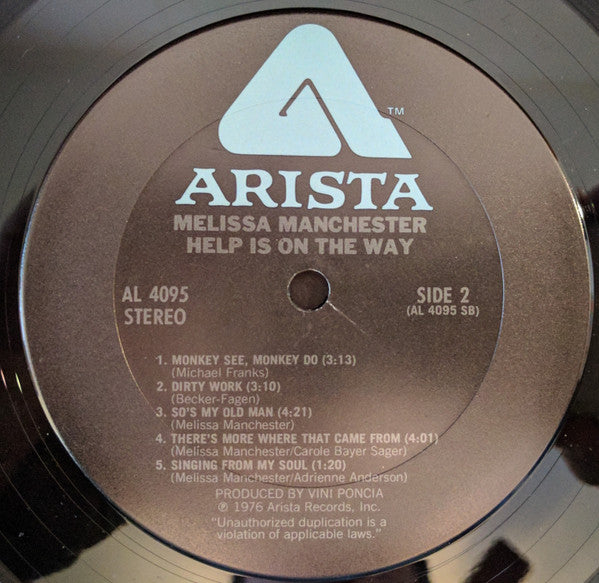 ™
ARISTA
MELISSA MANCHESTER
HELP IS ON THE WAY
AL 4095
STEREO
SIDE 2
(AL 4095 SB)
1. MONKEY SEE, MONKEY DO (3:13)
(Michael Franks)
2. DIRTY WORK (3:10)
(Becker-Fagen)
3. SO'S MY OLD MAN (4:21)
(Melissa Manchester)
4. THERE'S MORE WHERE THAT CAME FROM (4:01)
(Melissa Manchester/Carole Bayer Sager)
5. SINGING FROM MY SOUL (1:20)
(Melissa Manchester/Adrienne Anderson)
PRODUCED BY VINI PONCIA
℗ 1976 Arista Records, Inc.
"Unauthorized duplication is a
violation of applicable laws."